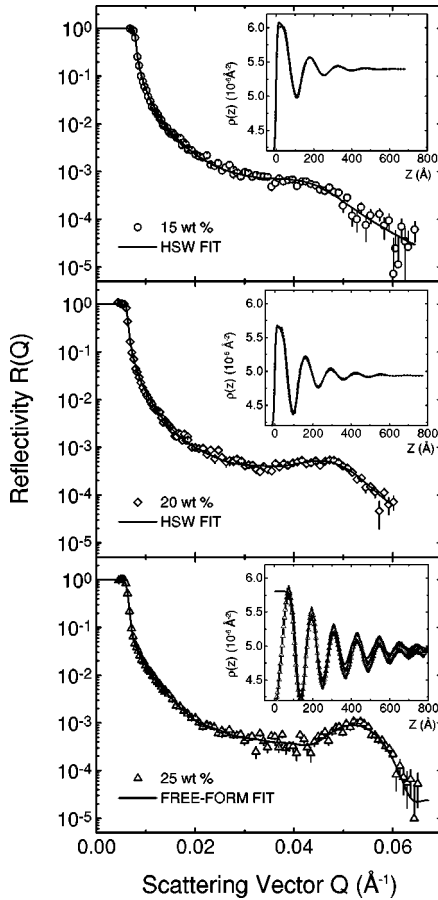 10⁰
10⁻¹
10⁻²
10⁻³
10⁻⁴
10⁻⁵
15 wt %
HSW FIT
6.0
5.5
5.0
4.5
ρ(z) (10⁻⁶Å⁻²)
0 200 400 600 800
Z (Å)
10⁰
10⁻¹
10⁻²
10⁻³
10⁻⁴
10⁻⁵
20 wt %
HSW FIT
6.0
5.5
5.0
4.5
ρ(z) (10⁻⁶ Å⁻²)
0 200 400 600 800
Z (Å)
Reflectivity R(Q)
10⁰
10⁻¹
10⁻²
10⁻³
10⁻⁴
10⁻⁵
25 wt %
FREE-FORM FIT
6.0
5.5
5.0
4.5
ρ(z) (10⁻⁶ Å⁻²)
0 200 400 600 800
Z (Å)
0.00 0.02 0.04 0.06
Scattering Vector Q (Å⁻¹)